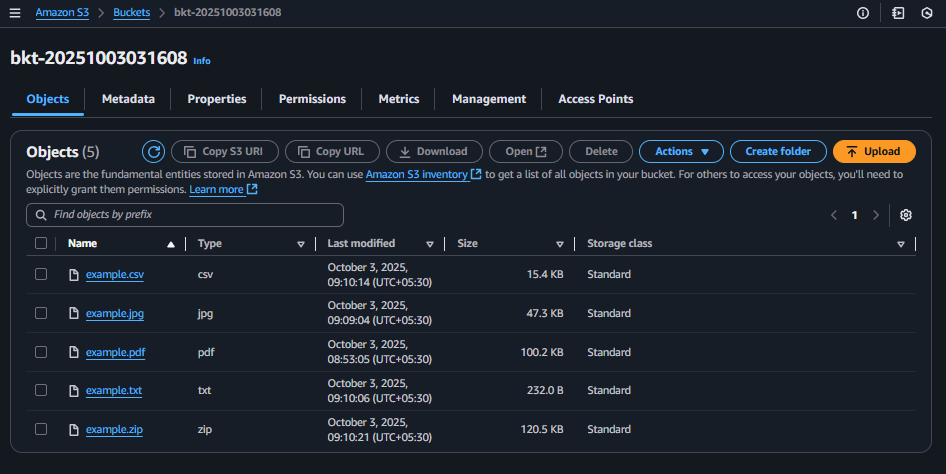 Amazon S3 > Buckets > bkt-20251003031608
bkt-20251003031608 Info
Objects Metadata Properties Permissions Metrics Management Access Points
Objects (5) Copy S3 URI Copy URL Download Open Delete Actions Create folder Upload
Objects are the fundamental entities stored in Amazon S3. You can use Amazon S3 inventory to get a list of all objects in your bucket. For others to access your objects, you'll need to
explicitly grant them permissions. Learn more
Find objects by prefix 1
Name Type Last modified Size Storage class
example.csv csv October 3, 2025, 15.4 KB Standard
09:10:14 (UTC+05:30)
example.jpg jpg October 3, 2025, 47.3 KB Standard
09:09:04 (UTC+05:30)
example.pdf pdf October 3, 2025, 100.2 KB Standard
08:53:05 (UTC+05:30)
example.txt txt October 3, 2025, 232.0 B Standard
09:10:06 (UTC+05:30)
example.zip zip October 3, 2025, 120.5 KB Standard
09:10:21 (UTC+05:30)